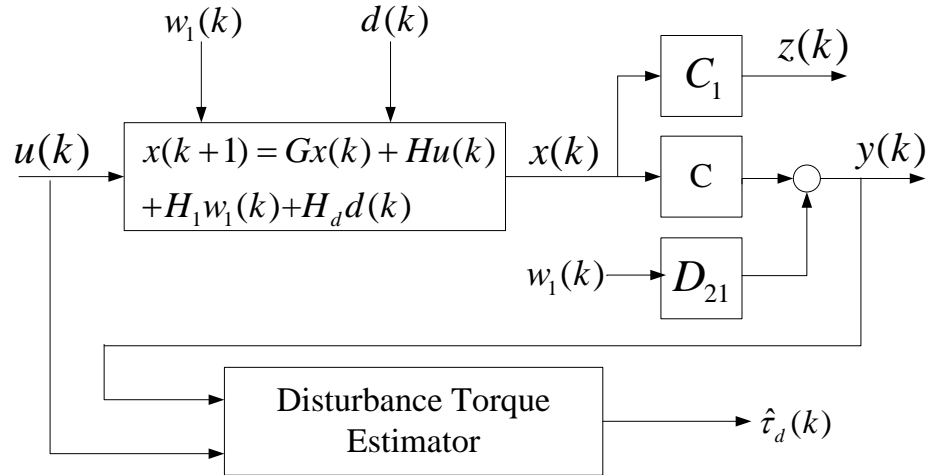 w₁(k)
d(k)
z(k)
C₁
u(k)
x(k+1) = Gx(k) + Hu(k)
+H₁w₁(k)+H_d d(k)
x(k)
C
y(k)
w₁(k)
D₂₁
Disturbance Torque
Estimator
τ̂_d(k)